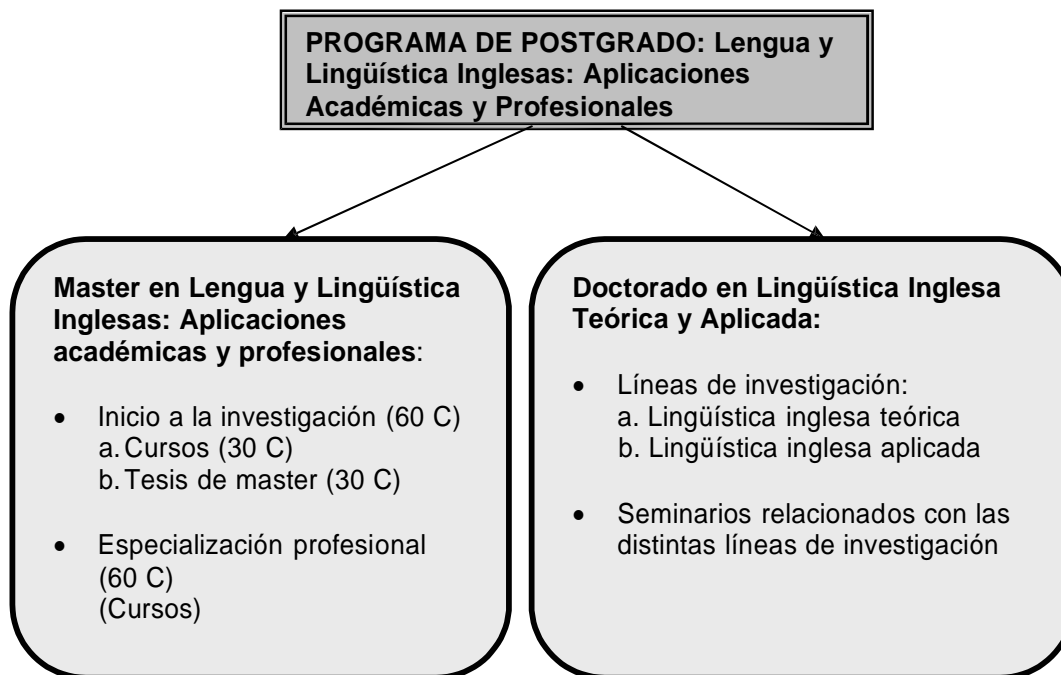 PROGRAMA DE POSTGRADO: Lengua y
Lingüística Inglesas: Aplicaciones
Académicas y Profesionales
Master en Lengua y Lingüística
Inglesas: Aplicaciones
académicas y profesionales:
• Inicio a la investigación (60 C)
a. Cursos (30 C)
b. Tesis de master (30 C)
• Especialización profesional
(60 C)
(Cursos)
Doctorado en Lingüística Inglesa
Teórica y Aplicada:
• Líneas de investigación:
a. Lingüística inglesa teórica
b. Lingüística inglesa aplicada
• Seminarios relacionados con las
distintas líneas de investigación